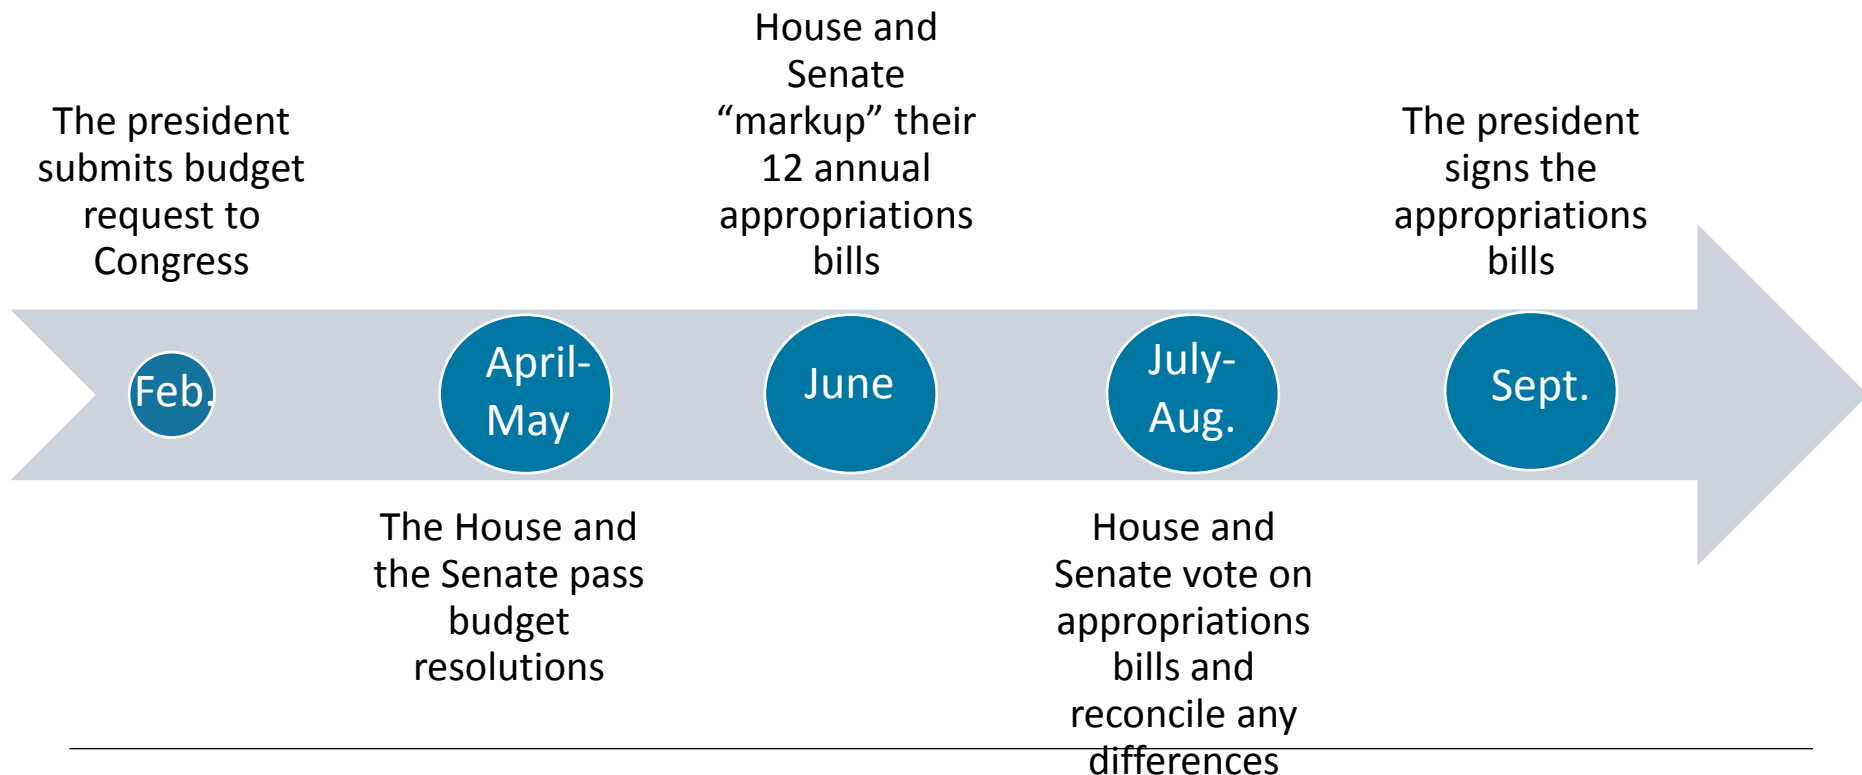 The president
submits budget
request to
Congress
Feb.
April-
May
The House and
the Senate pass
budget
resolutions
House and
Senate
“markup” their
12 annual
appropriations
bills
June
July-
Aug.
House and
Senate vote on
appropriations
bills and
reconcile any
differences
The president
signs the
appropriations
bills
Sept.